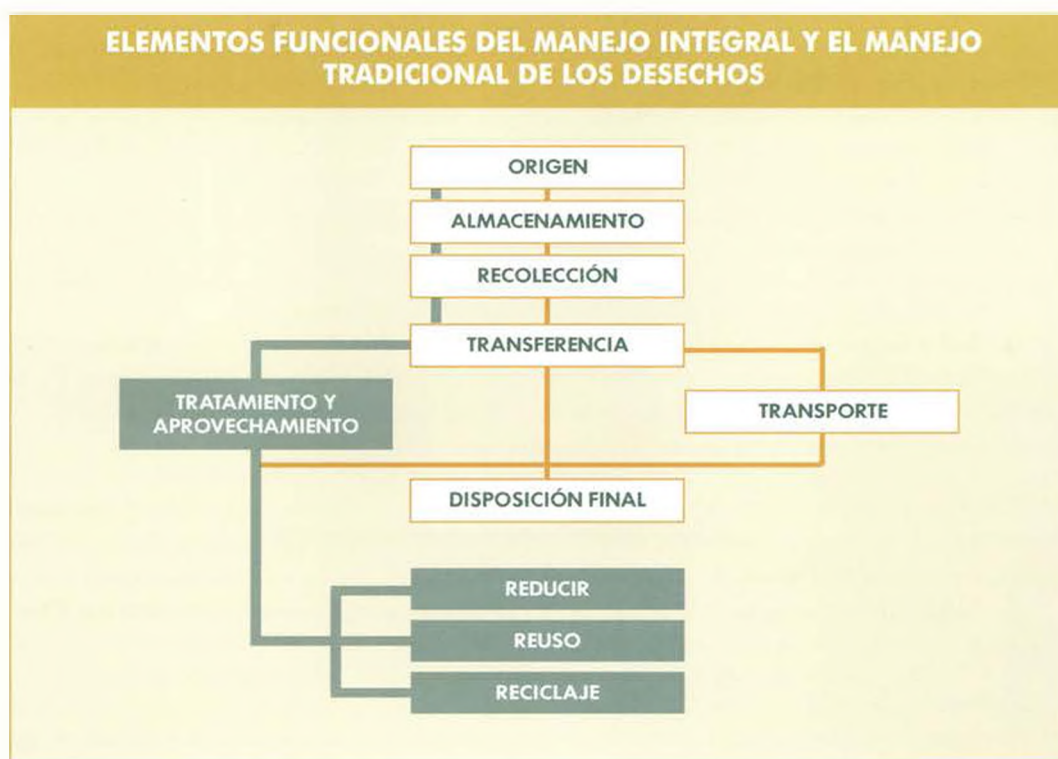 ELEMENTOS FUNCIONALES DEL MANEJO INTEGRAL Y EL MANEJO
TRADICIONAL DE LOS DESECHOS
ORIGEN
ALMACENAMIENTO
RECOLECCIÓN
TRANSFERENCIA
TRATAMIENTO Y
APROVECHAMIENTO
TRANSPORTE
DISPOSICIÓN FINAL
REDUCIR
REUSO
RECICLAJE